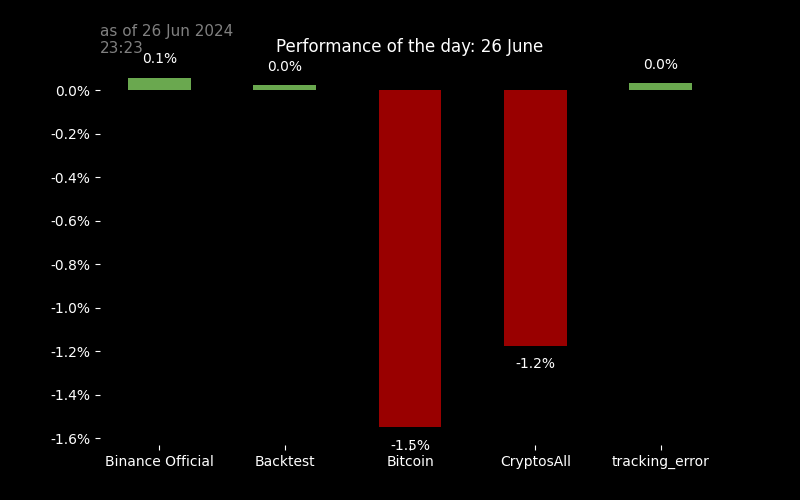 as of 26 Jun 2024
23:23
Performance of the day: 26 June
0.1%
0.0%
0.0%
0.0%
-0.2%
-0.4%
-0.6%
-0.8%
-1.0%
-1.2%
-1.4%
-1.6%
-1.2%
-1.5%
Binance Official
Backtest
Bitcoin
CryptosAll
tracking_error